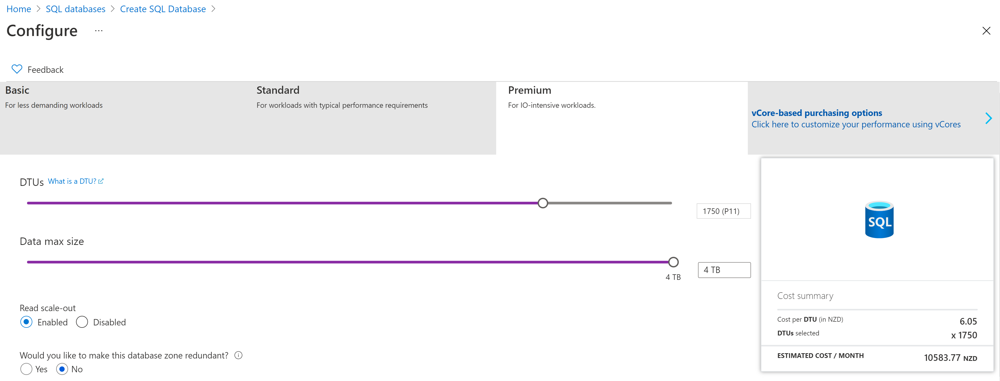 Home > SQL databases > Create SQL Database >
Configure ...
Feedback
Basic
For less demanding workloads
Standard
For workloads with typical performance requirements
Premium
For IO-intensive workloads.
vCore-based purchasing options
Click here to customize your performance using vCores
DTUs What is a DTU?
1750 (P11)
Data max size
4 TB
4 TB
Read scale-out
Enabled Disabled
Would you like to make this database zone redundant?
Yes No
SQL
Cost summary
Cost per DTU (in NZD) 6.05
DTUs selected x 1750
ESTIMATED COST / MONTH 10583.77 NZD